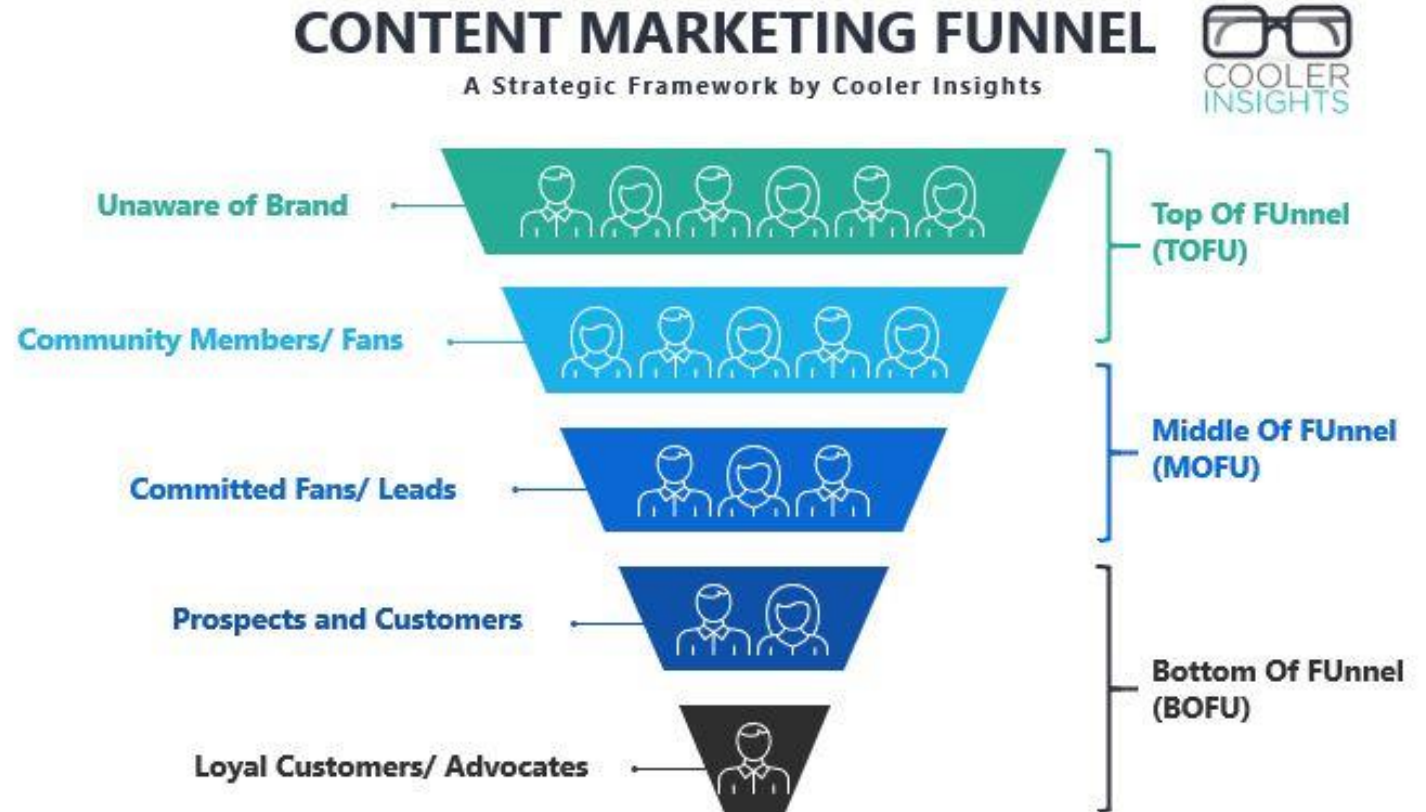 CONTENT MARKETING FUNNEL
A Strategic Framework by Cooler Insights
COOLER
INSIGHTS
Unaware of Brand
Top Of FUnnel
(TOFU)
Community Members/ Fans
Middle Of FUnnel
(MOFU)
Committed Fans/ Leads
Prospects and Customers
Bottom Of FUnnel
(BOFU)
Loyal Customers/ Advocates